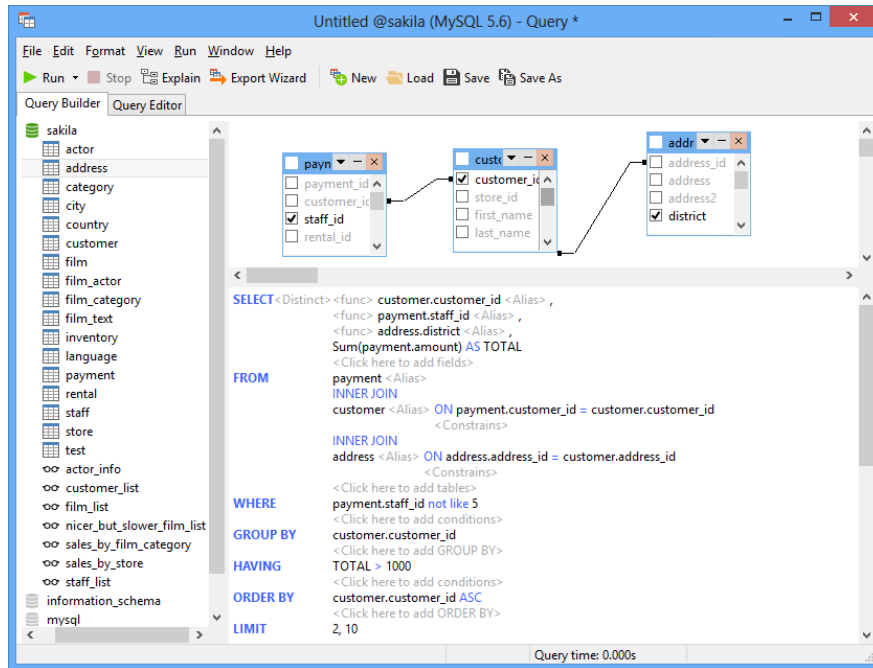 Untitled @sakila (MySQL 5.6) - Query *
File Edit Format View Run Window Help
Run Stop Explain Export Wizard New Load Save Save As
Query Builder Query Editor
sakila
actor
address
category
city
country
customer
film
film_actor
film_category
film_text
inventory
language
payment
rental
staff
store
test
actor_info
customer_list
film_list
nicer_but_slower_film_list
sales_by_film_category
sales_by_store
staff_list
information_schema
mysql
payn
payment_id
customer_id
staff_id
rental_id
custo
customer_id
store_id
first_name
last_name
addr
address_id
address
address2
district
SELECT <Distinct> <func> customer.customer_id <Alias> ,
<func> payment.staff_id <Alias> ,
<func> address.district <Alias> ,
Sum(payment.amount) AS TOTAL
<Click here to add fields>
FROM payment <Alias>
INNER JOIN
customer <Alias> ON payment.customer_id = customer.customer_id
<Constrains>
INNER JOIN
address <Alias> ON address.address_id = customer.address_id
<Constrains>
<Click here to add tables>
WHERE payment.staff_id not like 5
<Click here to add conditions>
GROUP BY customer.customer_id
<Click here to add GROUP BY>
HAVING TOTAL > 1000
<Click here to add conditions>
ORDER BY customer.customer_id ASC
<Click here to add ORDER BY>
LIMIT 2, 10
Query time: 0.000s